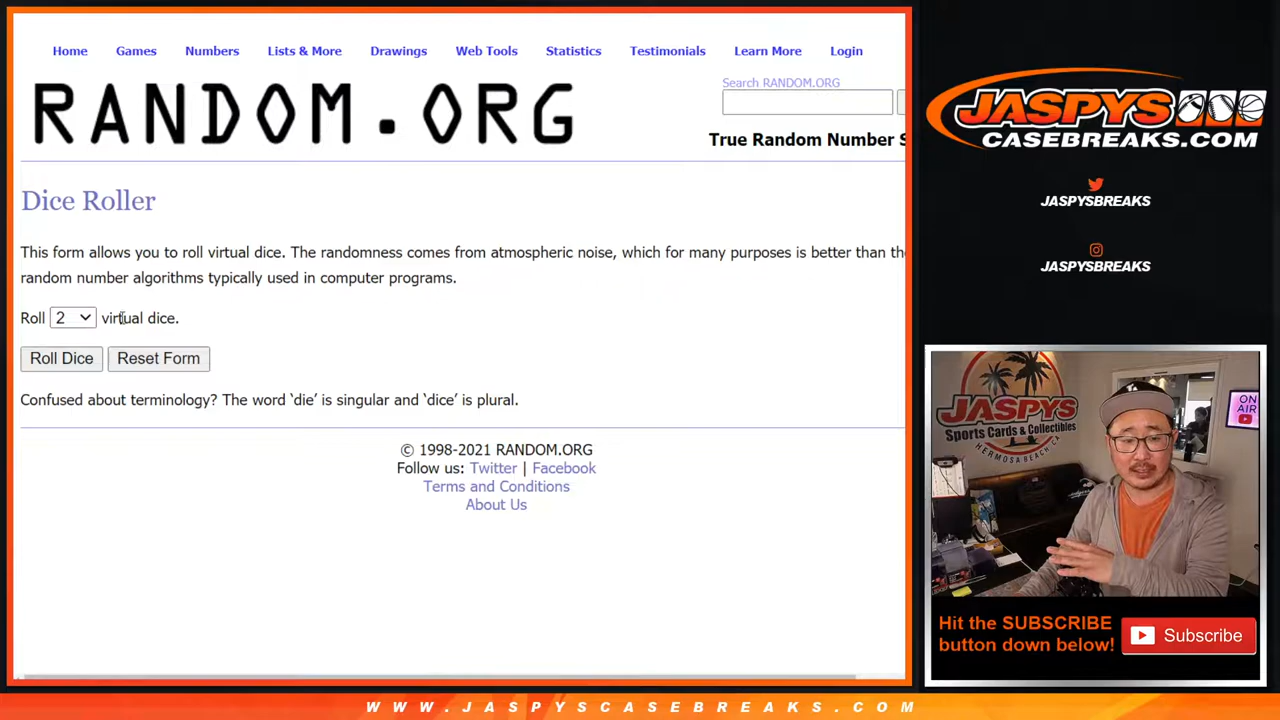 Home Games Numbers Lists & More Drawings Web Tools Statistics Testimonials Learn More Login
RANDOM.ORG
Search RANDOM.ORG
True Random Number S
Dice Roller
This form allows you to roll virtual dice. The randomness comes from atmospheric noise, which for many purposes is better than the
random number algorithms typically used in computer programs.
Roll 2 virtual dice.
Roll Dice Reset Form
Confused about terminology? The word ‘die’ is singular and ‘dice’ is plural.
© 1998-2021 RANDOM.ORG
Follow us: Twitter | Facebook
Terms and Conditions
About Us
JASPYS
CASEBREAKS.COM
JASPYSBREAKS
JASPYSBREAKS
JASPYS
Sports Cards & Collectibles
HERMOSA BEACH, CA
ON
AIR
Hit the SUBSCRIBE
button down below!
Subscribe
WWW.JASPYSCASEBREAKS.COM